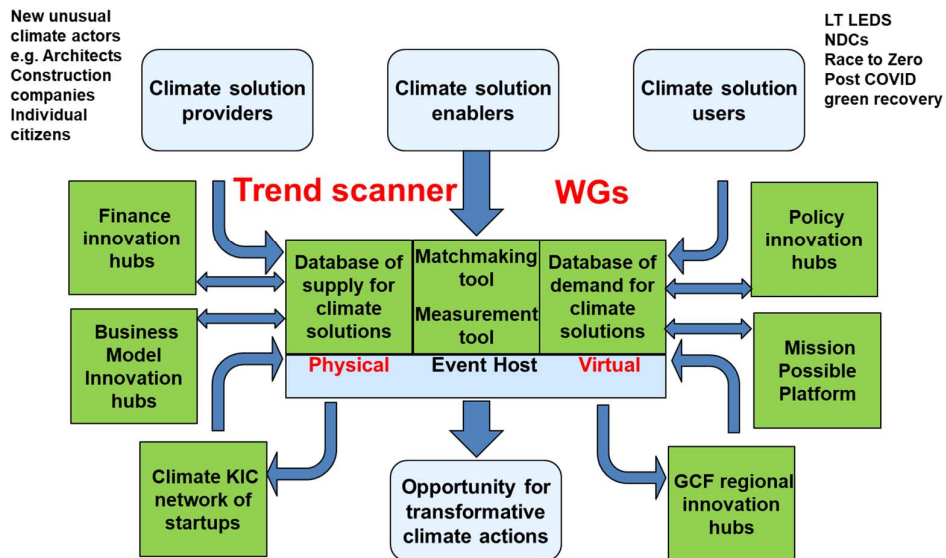 New unusual
climate actors
e.g. Architects
Construction
companies
Individual
citizens
Climate solution
providers
Climate solution
enablers
Climate solution
users
LT LEDS
NDCs
Race to Zero
Post COVID
green recovery
Trend scanner
WGs
Finance
innovation
hubs
Business
Model
Innovation
hubs
Database of
supply for
climate
solutions
Matchmaking
tool
Measurement
tool
Database of
demand for
climate
solutions
Policy
innovation
hubs
Mission
Possible
Platform
Physical
Event Host
Virtual
Climate KIC
network of
startups
Opportunity for
transformative
climate actions
GCF regional
innovation
hubs